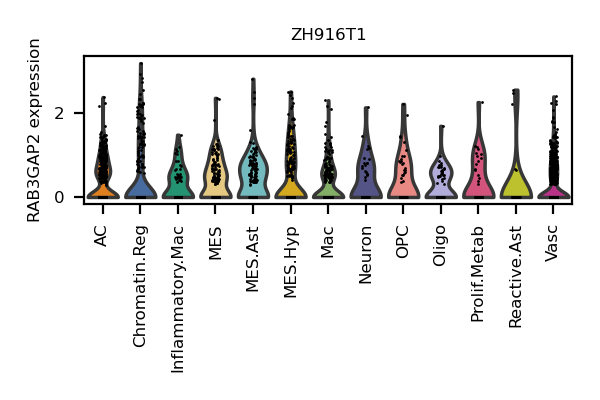 ZH916T1
RAB3GAP2 expression
2
0
AC
Chromatin.Reg
Inflammatory.Mac
MES
MES.Ast
MES.Hyp
Mac
Neuron
OPC
Oligo
Prolif.Metab
Reactive.Ast
Vasc